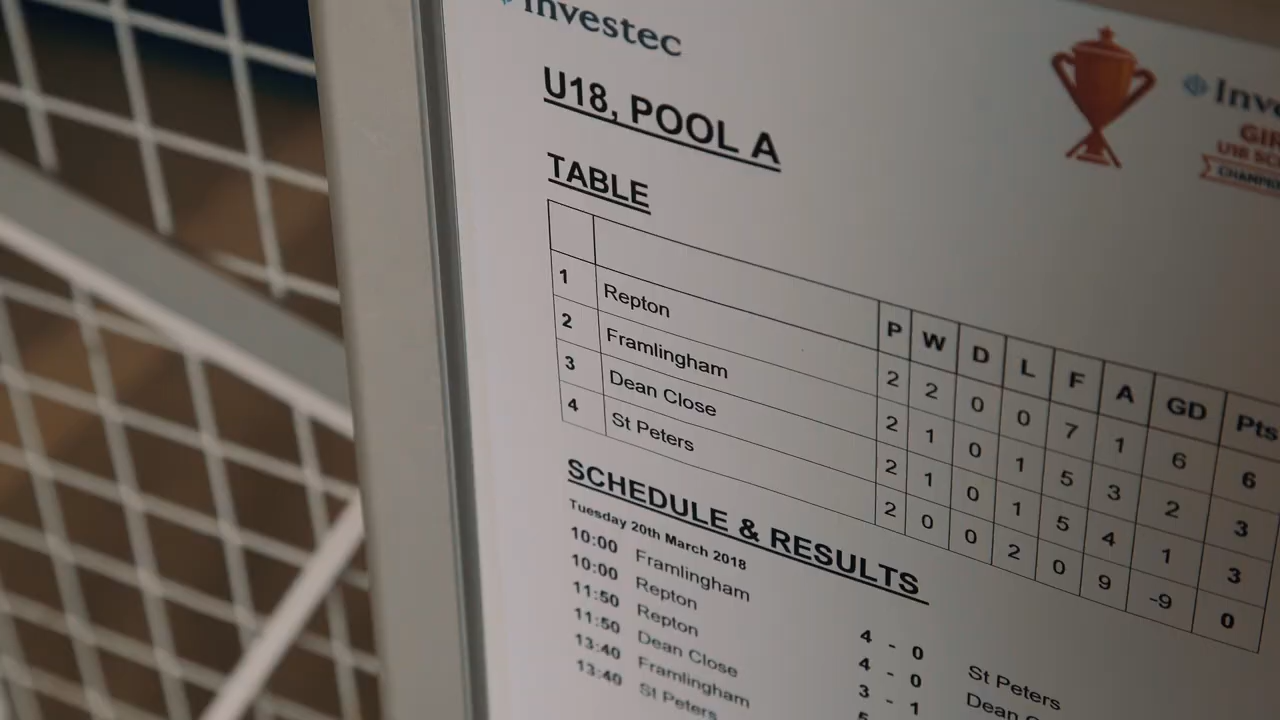 Investec
U18, POOL A
TABLE
P W D L F A GD Pts
1 Repton 2 2 0 0 7 1 6 6
2 Framlingham 2 1 0 1 5 3 2 3
3 Dean Close 2 1 0 1 5 4 1 3
4 St Peters 2 0 0 2 0 9 -9 0
SCHEDULE & RESULTS
Tuesday 20th March 2018
10:00 Framlingham 4 - 0 St Peters
10:00 Repton 4 - 0 Dean
11:50 Repton 3 - 1
11:50 Dean Close
13:40 Framlingham
13:40 St Peters
U18